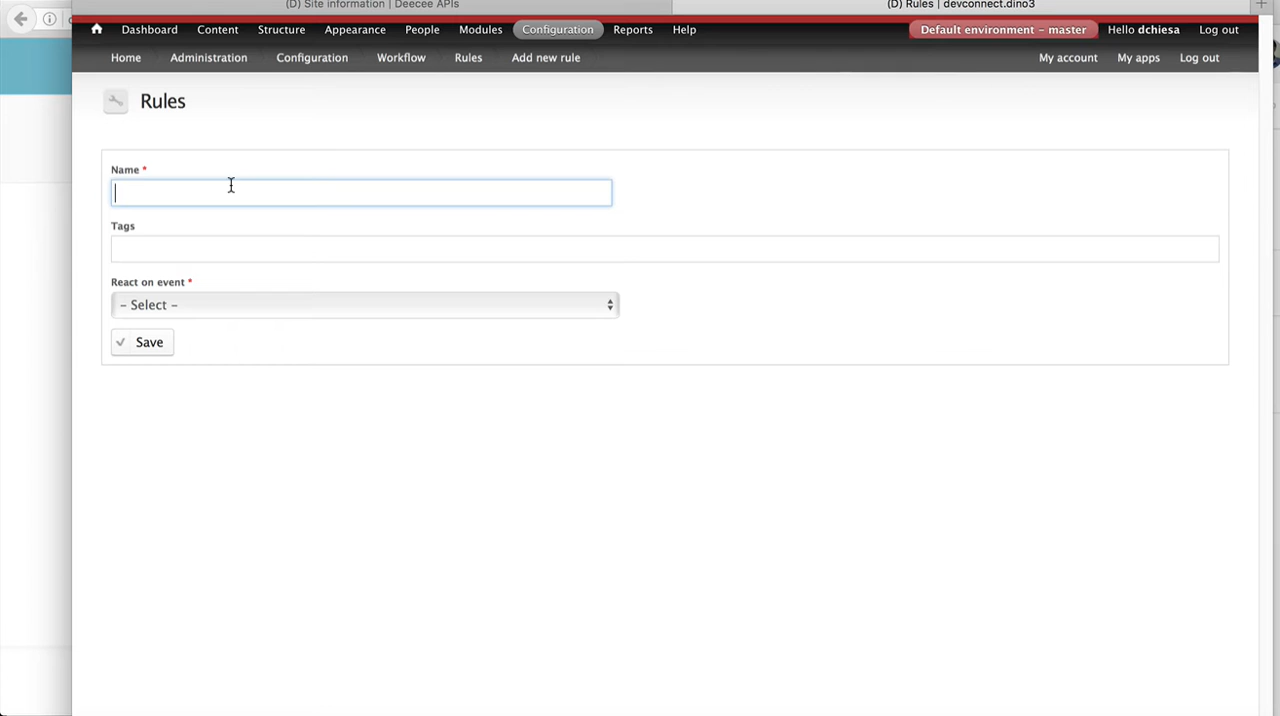 (D) Site information | Deecee APIs
(D) Rules | devconnect.dino3
Dashboard Content Structure Appearance People Modules Configuration Reports Help Default environment – master Hello dchiesa Log out
Home Administration Configuration Workflow Rules Add new rule My account My apps Log out
Rules
Name *
Tags
React on event *
– Select –
Save